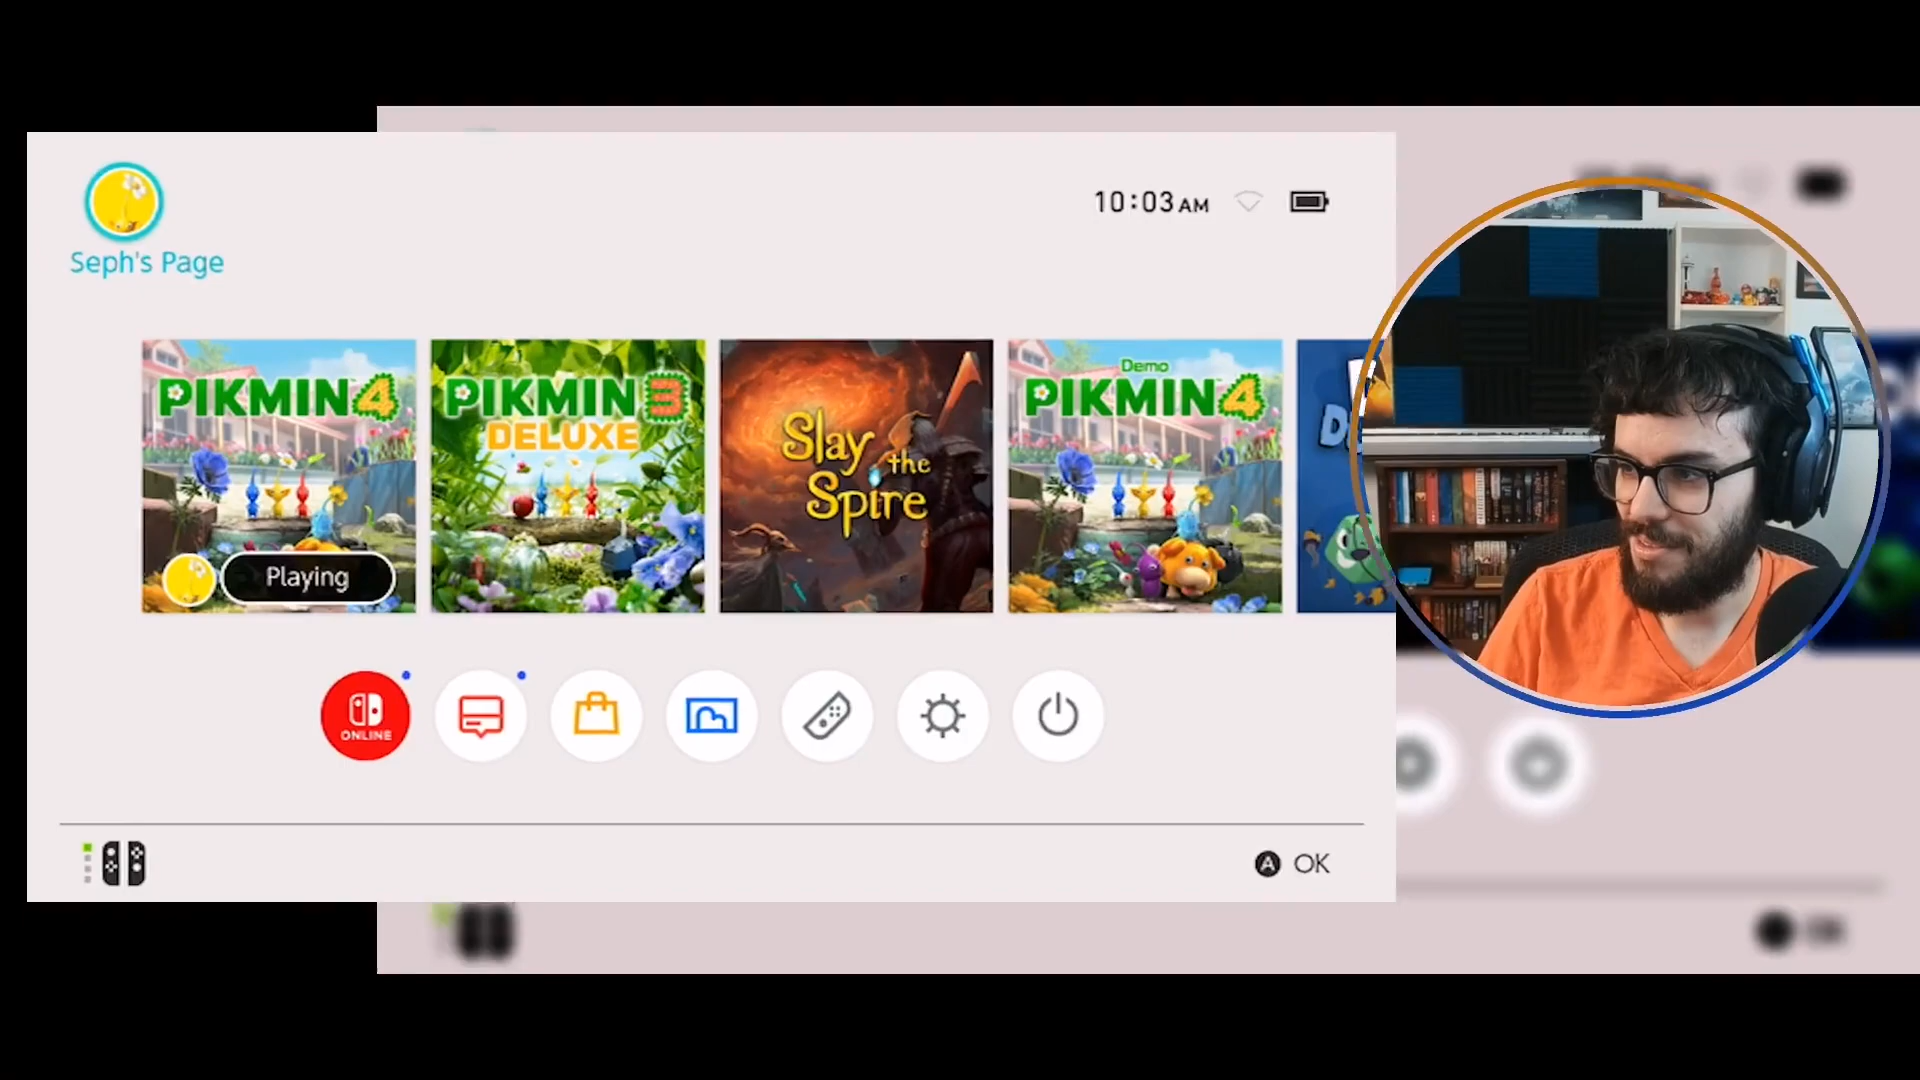 10:03 AM
Seph's Page
PIKMIN 4
PIKMIN 3
DELUXE
Slay
the
Spire
Demo
PIKMIN 4
D
Playing
ONLINE
A OK